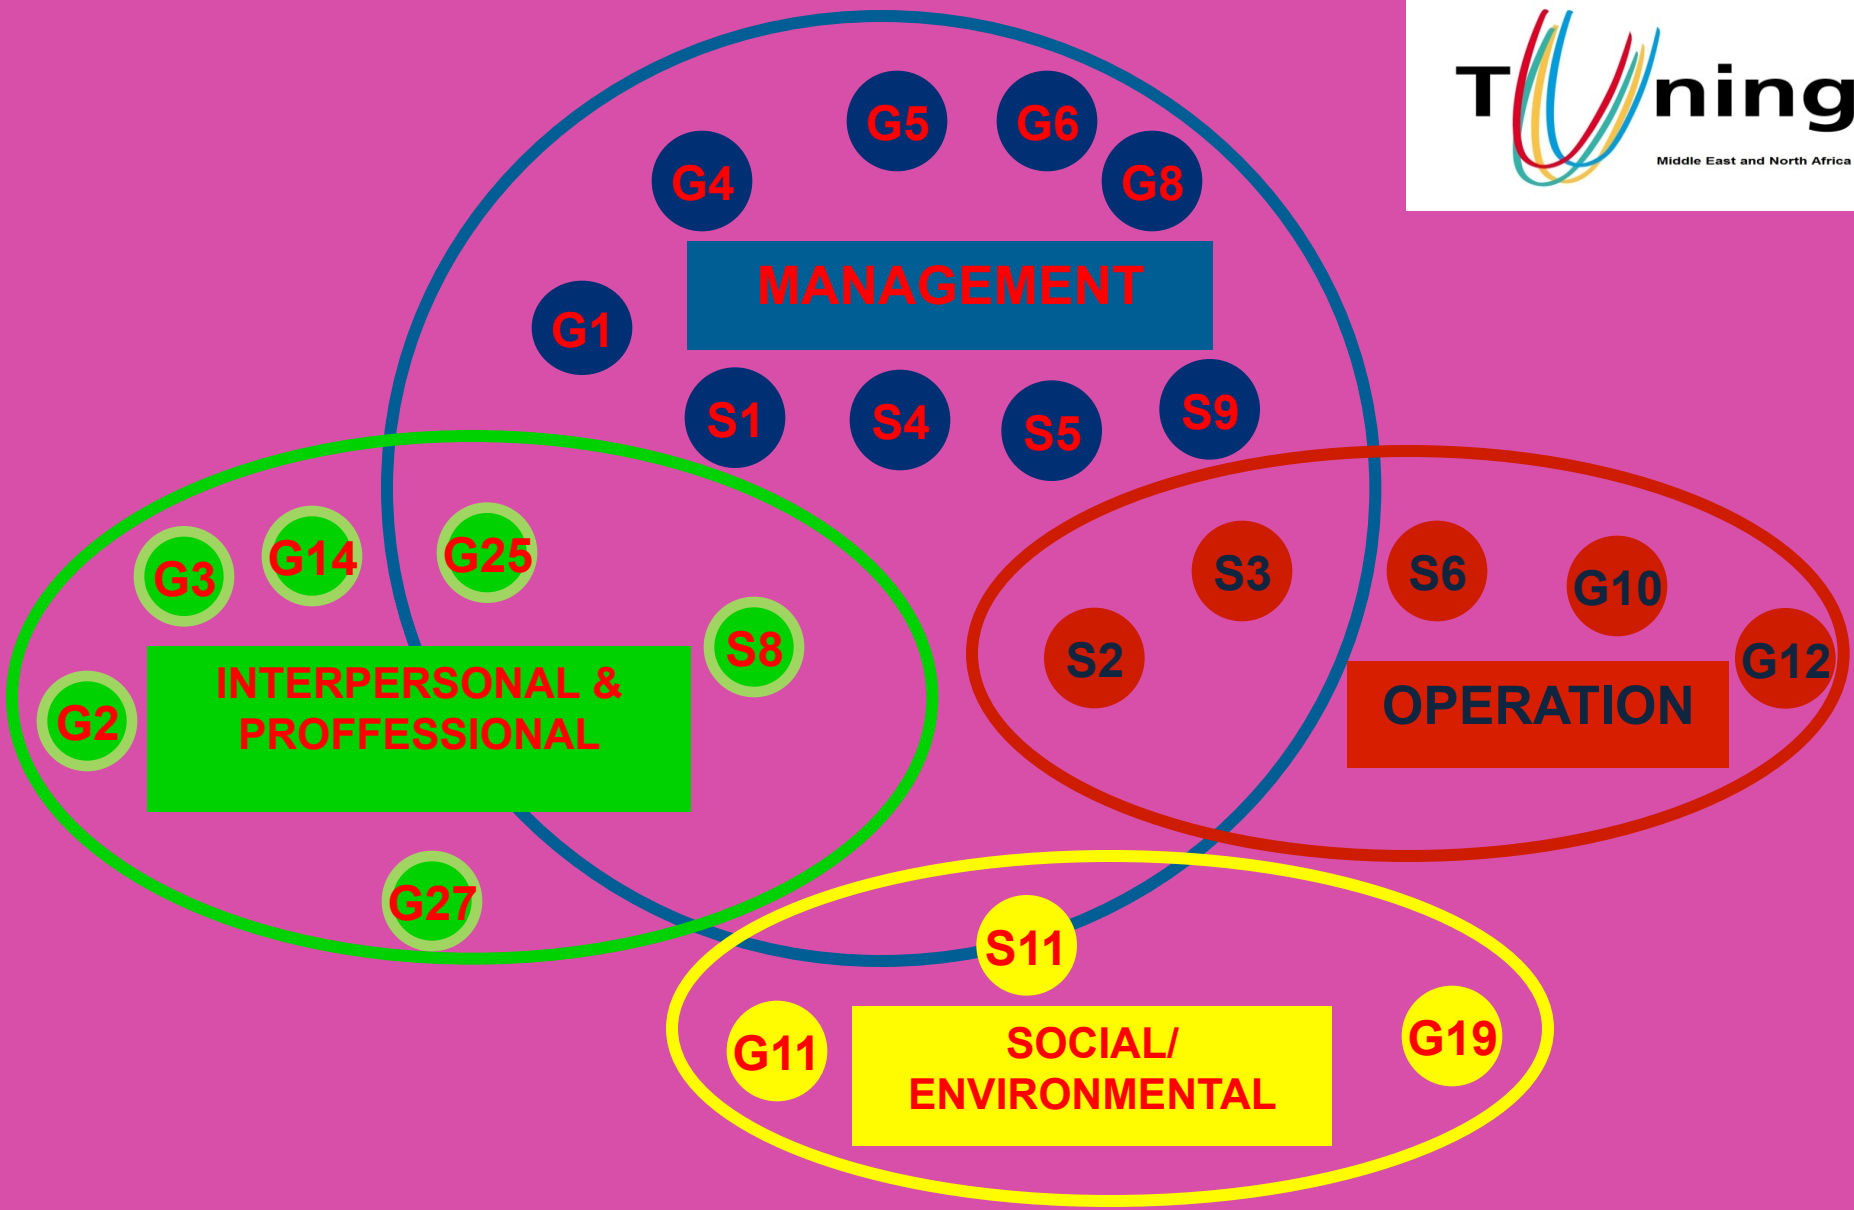 Tuning
Middle East and North Africa
G5
G6
G4
G8
MANAGEMENT
G1
S1
S4
S5
S9
G3
G14
G25
S8
G2
INTERPERSONAL &
PROFFESSIONAL
G27
S3
S6
G10
S2
G12
OPERATION
S11
G11
SOCIAL/
ENVIRONMENTAL
G19